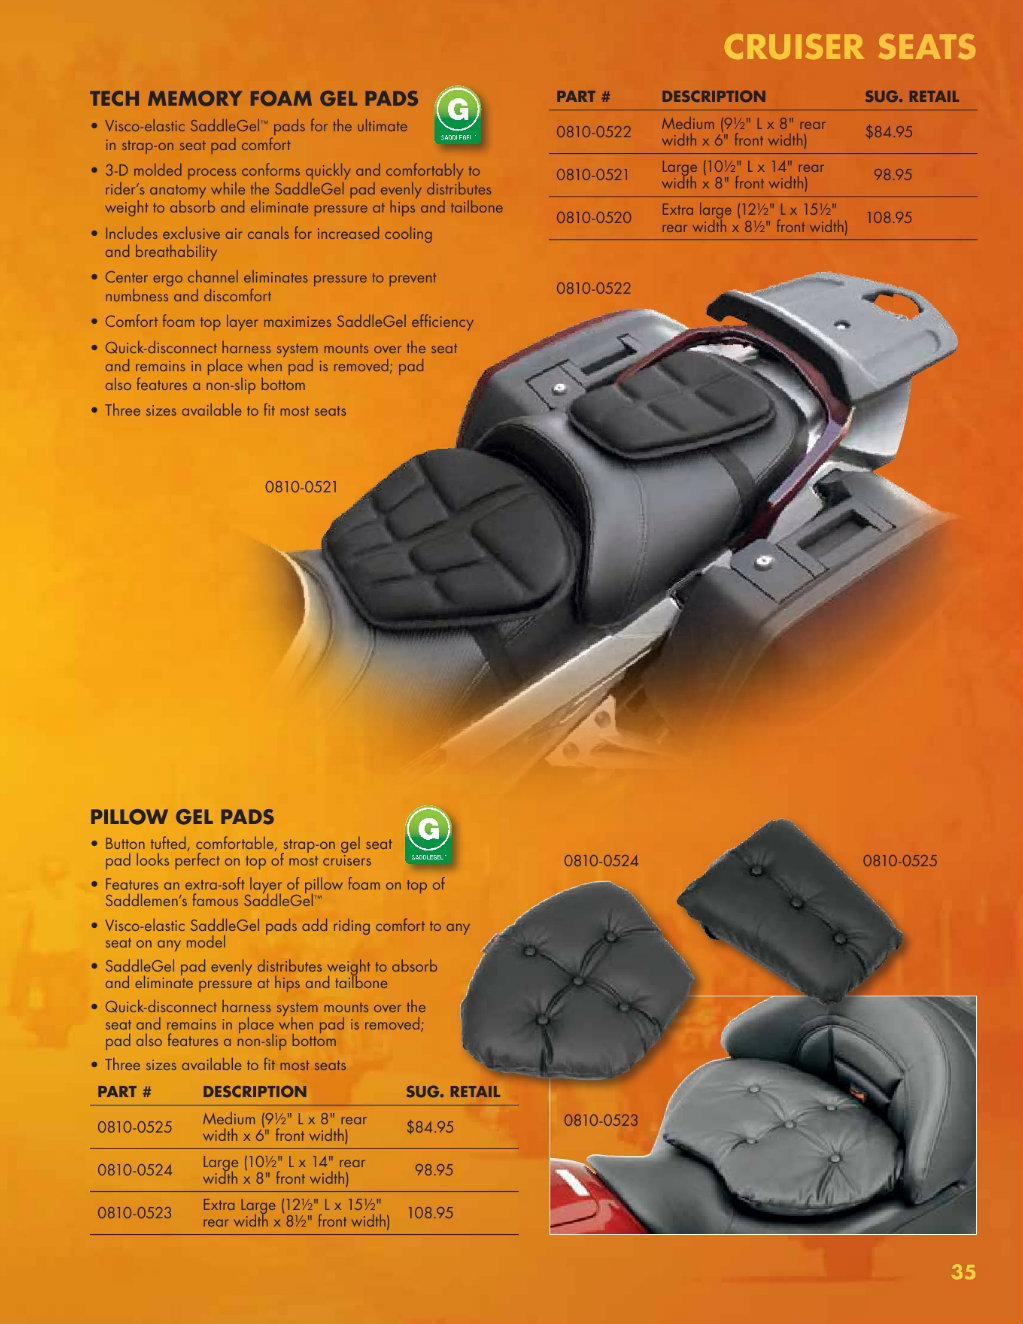 CRUISER SEATS
TECH MEMORY FOAM GEL PADS
G
SADDLEGEL™
• Visco-elastic SaddleGel™ pads for the ultimate
in strap-on seat pad comfort
• 3-D molded process conforms quickly and comfortably to
rider's anatomy while the SaddleGel pad evenly distributes
weight to absorb and eliminate pressure at hips and tailbone
• Includes exclusive air canals for increased cooling
and breathability
• Center ergo channel eliminates pressure to prevent
numbness and discomfort
• Comfort foam top layer maximizes SaddleGel efficiency
• Quick-disconnect harness system mounts over the seat
and remains in place when pad is removed; pad
also features a non-slip bottom
• Three sizes available to fit most seats
PART # DESCRIPTION SUG. RETAIL
0810-0522 Medium (9½" L x 8" rear
width x 6" front width) $84.95
0810-0521 Large (10½" L x 14" rear
width x 8" front width) 98.95
0810-0520 Extra large (12½" L x 15½"
rear width x 8½" front width) 108.95
0810-0522
0810-0521
PILLOW GEL PADS
G
SADDLEGEL™
• Button tufted, comfortable, strap-on gel seat
pad looks perfect on top of most cruisers
• Features an extra-soft layer of pillow foam on top of
Saddlemen's famous SaddleGel™
• Visco-elastic SaddleGel pads add riding comfort to any
seat on any model
• SaddleGel pad evenly distributes weight to absorb
and eliminate pressure at hips and tailbone
• Quick-disconnect harness system mounts over the
seat and remains in place when pad is removed;
pad also features a non-slip bottom
• Three sizes available to fit most seats
PART # DESCRIPTION SUG. RETAIL
0810-0525 Medium (9½" L x 8" rear
width x 6" front width) $84.95
0810-0524 Large (10½" L x 14" rear
width x 8" front width) 98.95
0810-0523 Extra Large (12½" L x 15½"
rear width x 8½" front width) 108.95
0810-0524
0810-0525
0810-0523
35